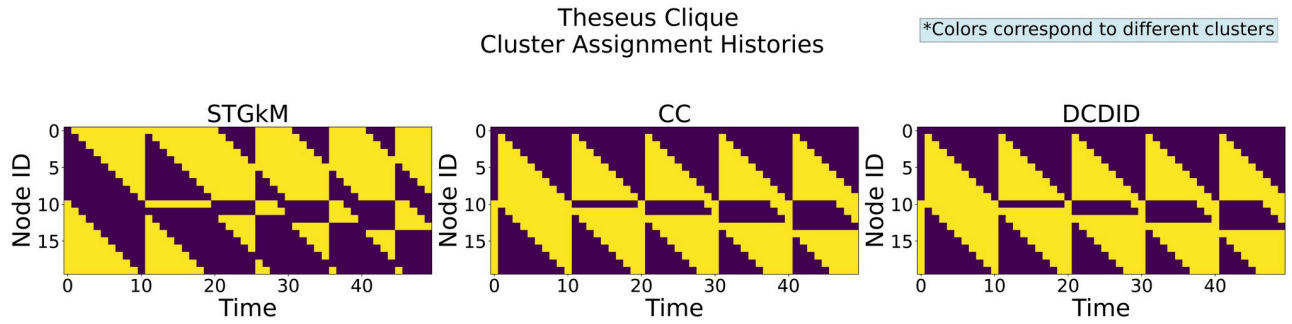 Theseus Clique
Cluster Assignment Histories
*Colors correspond to different clusters
STGkM
CC
DCDID
Node ID
0
5
10
15
0
10
20
30
40
Time
Node ID
0
5
10
15
0
10
20
30
40
Time
Node ID
0
5
10
15
0
10
20
30
40
Time